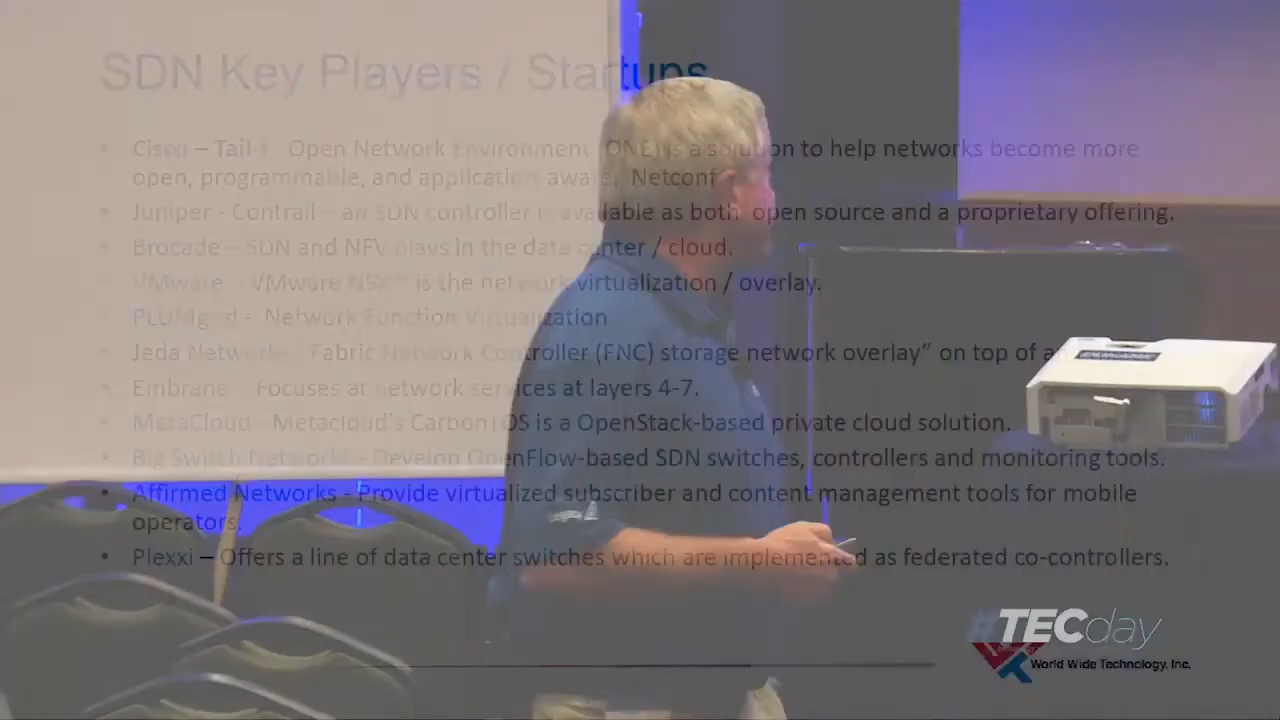 SDN Key Players / Startups
• Cisco – Tail-f Open Network Environment (ONE) is a solution to help networks become more
open, programmable, and application aware. Netconf
• Juniper - Contrail – an SDN controller is available as both open source and a proprietary offering.
• Brocade – SDN and NFV plays in the data center / cloud.
• VMware – VMware NSX™ is the network virtualization / overlay.
• PLUMgrid - Network Function Virtualization
• Jeda Networks - Fabric Network Controller (FNC) storage network overlay” on top of an
• Embrane - Focuses at network services at layers 4-7.
• MetaCloud - Metacloud’s Carbon|OS is a OpenStack-based private cloud solution.
• Big Switch Networks – Develop OpenFlow-based SDN switches, controllers and monitoring tools.
• Affirmed Networks - Provide virtualized subscriber and content management tools for mobile
operators.
• Plexxi – Offers a line of data center switches which are implemented as federated co-controllers.
#TECday
World Wide Technology, Inc.